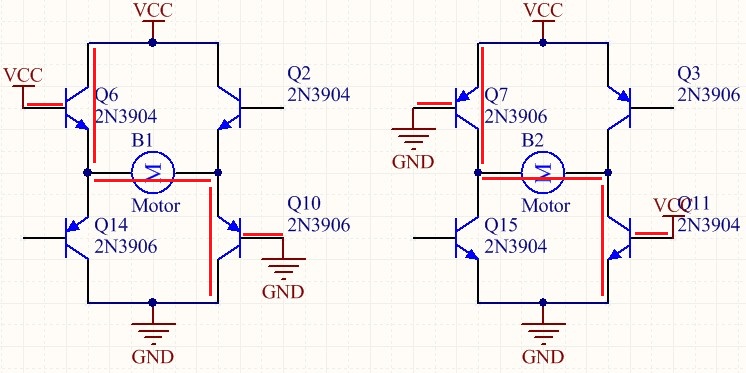 VCC
VCC
Q6
2N3904
Q2
2N3904
B1
M
Motor
Q14
2N3906
Q10
2N3906
GND
GND
VCC
Q7
2N3906
GND
Q3
2N3906
B2
M
Motor
Q15
2N3904
VCC
Q11
2N3904
GND